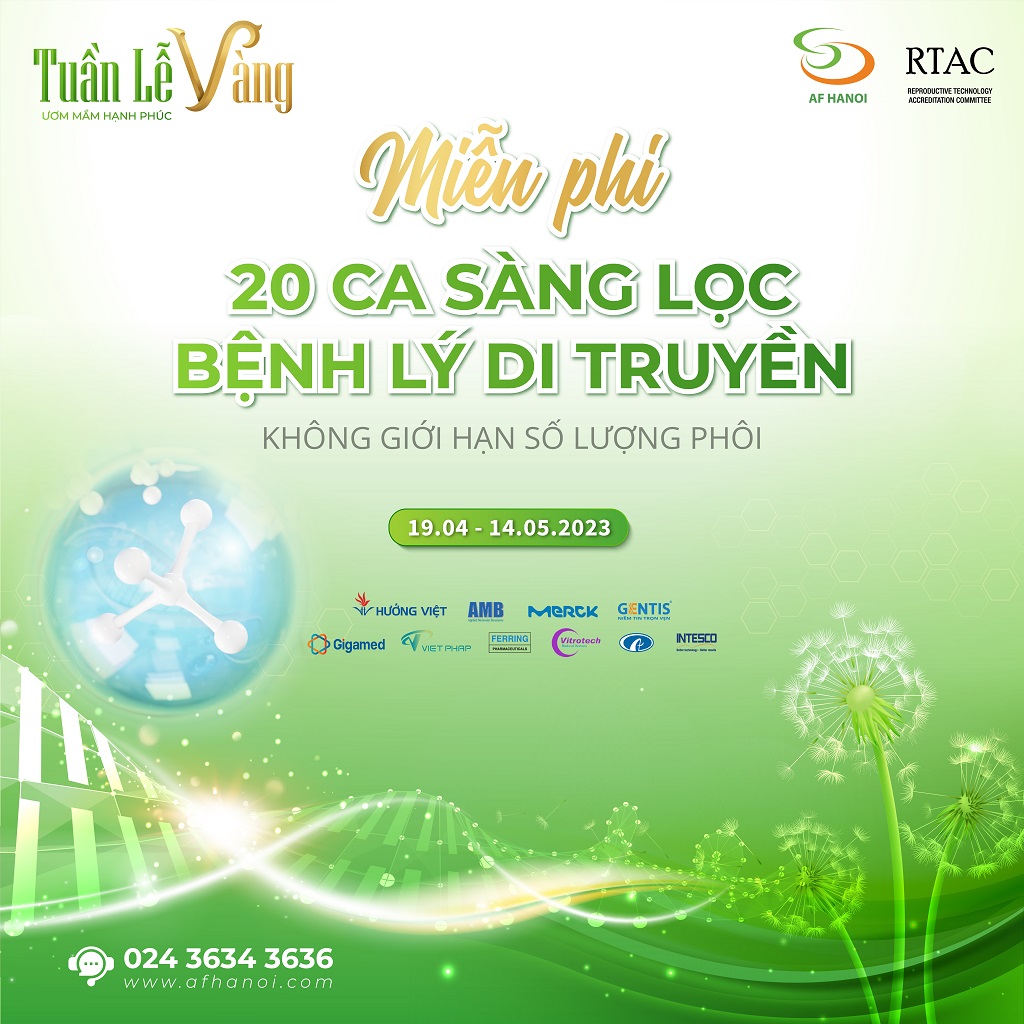 Tuần Lễ Vàng
ƯƠM MẦM HẠNH PHÚC
AF HANOI
RTAC
REPRODUCTIVE TECHNOLOGY
ACCREDITATION COMMITTEE
Miễn phí
20 CA SÀNG LỌC
BỆNH LÝ DI TRUYỀN
KHÔNG GIỚI HẠN SỐ LƯỢNG PHÔI
19.04 - 14.05.2023
HƯỚNG VIỆT AMB MERCK GENTIS
NIỀM TIN TRỌN VẸN
Gigamed VIET PHAP FERRING Vitrotech INTESCO
PHARMACEUTICALS
024 3634 3636
www.afhanoi.com